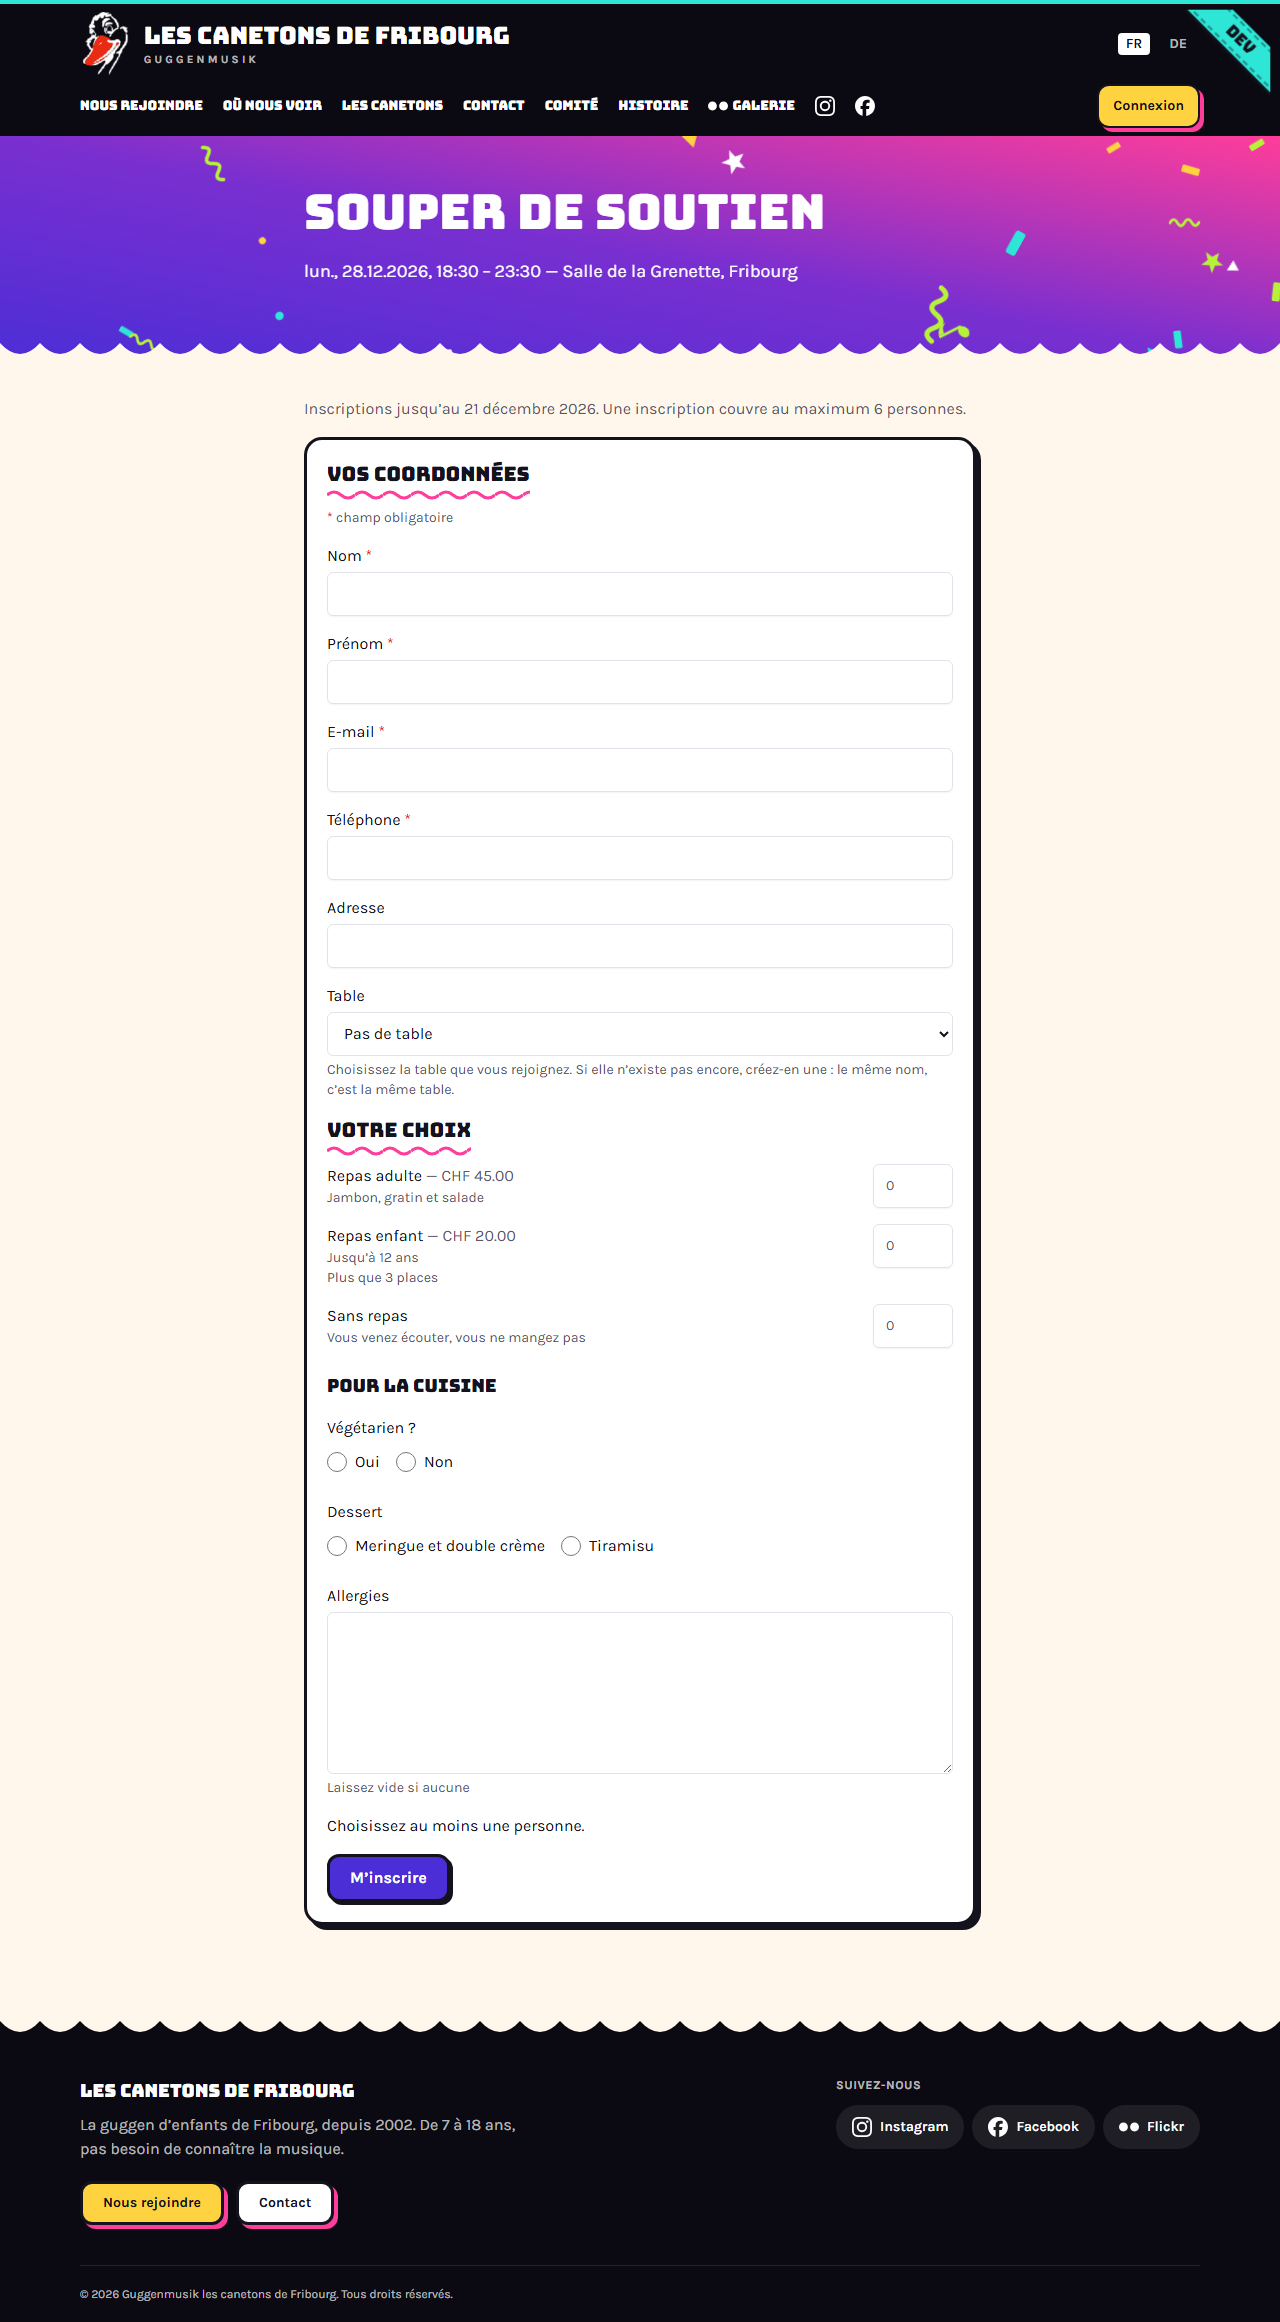 LES CANETONS DE FRIBOURG
GUGGENMUSIK
FR DE
DEV
NOUS REJOINDRE OÙ NOUS VOIR LES CANETONS CONTACT COMITÉ HISTOIRE GALERIE
Connexion
SOUPER DE SOUTIEN
lun., 28.12.2026, 18:30 – 23:30 — Salle de la Grenette, Fribourg
Inscriptions jusqu’au 21 décembre 2026. Une inscription couvre au maximum 6 personnes.
VOS COORDONNÉES
* champ obligatoire
Nom *
Prénom *
E-mail *
Téléphone *
Adresse
Table
Pas de table
Choisissez la table que vous rejoignez. Si elle n’existe pas encore, créez-en une : le même nom,
c’est la même table.
VOTRE CHOIX
Repas adulte — CHF 45.00
0
Jambon, gratin et salade
Repas enfant — CHF 20.00
0
Jusqu’à 12 ans
Plus que 3 places
Sans repas
0
Vous venez écouter, vous ne mangez pas
POUR LA CUISINE
Végétarien ?
Oui Non
Dessert
Meringue et double crème Tiramisu
Allergies
Laissez vide si aucune
Choisissez au moins une personne.
M’inscrire
LES CANETONS DE FRIBOURG
La guggen d’enfants de Fribourg, depuis 2002. De 7 à 18 ans,
pas besoin de connaître la musique.
Nous rejoindre Contact
SUIVEZ-NOUS
Instagram Facebook Flickr
© 2026 Guggenmusik les canetons de Fribourg. Tous droits réservés.